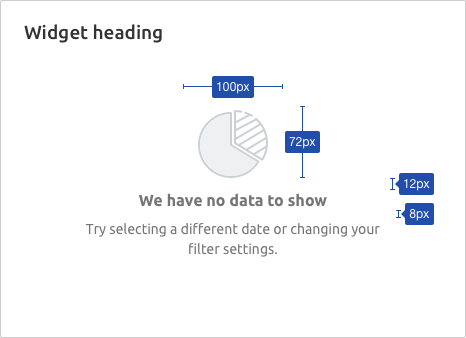 Widget heading
100px
72px
12px
We have no data to show
8px
Try selecting a different date or changing your
filter settings.